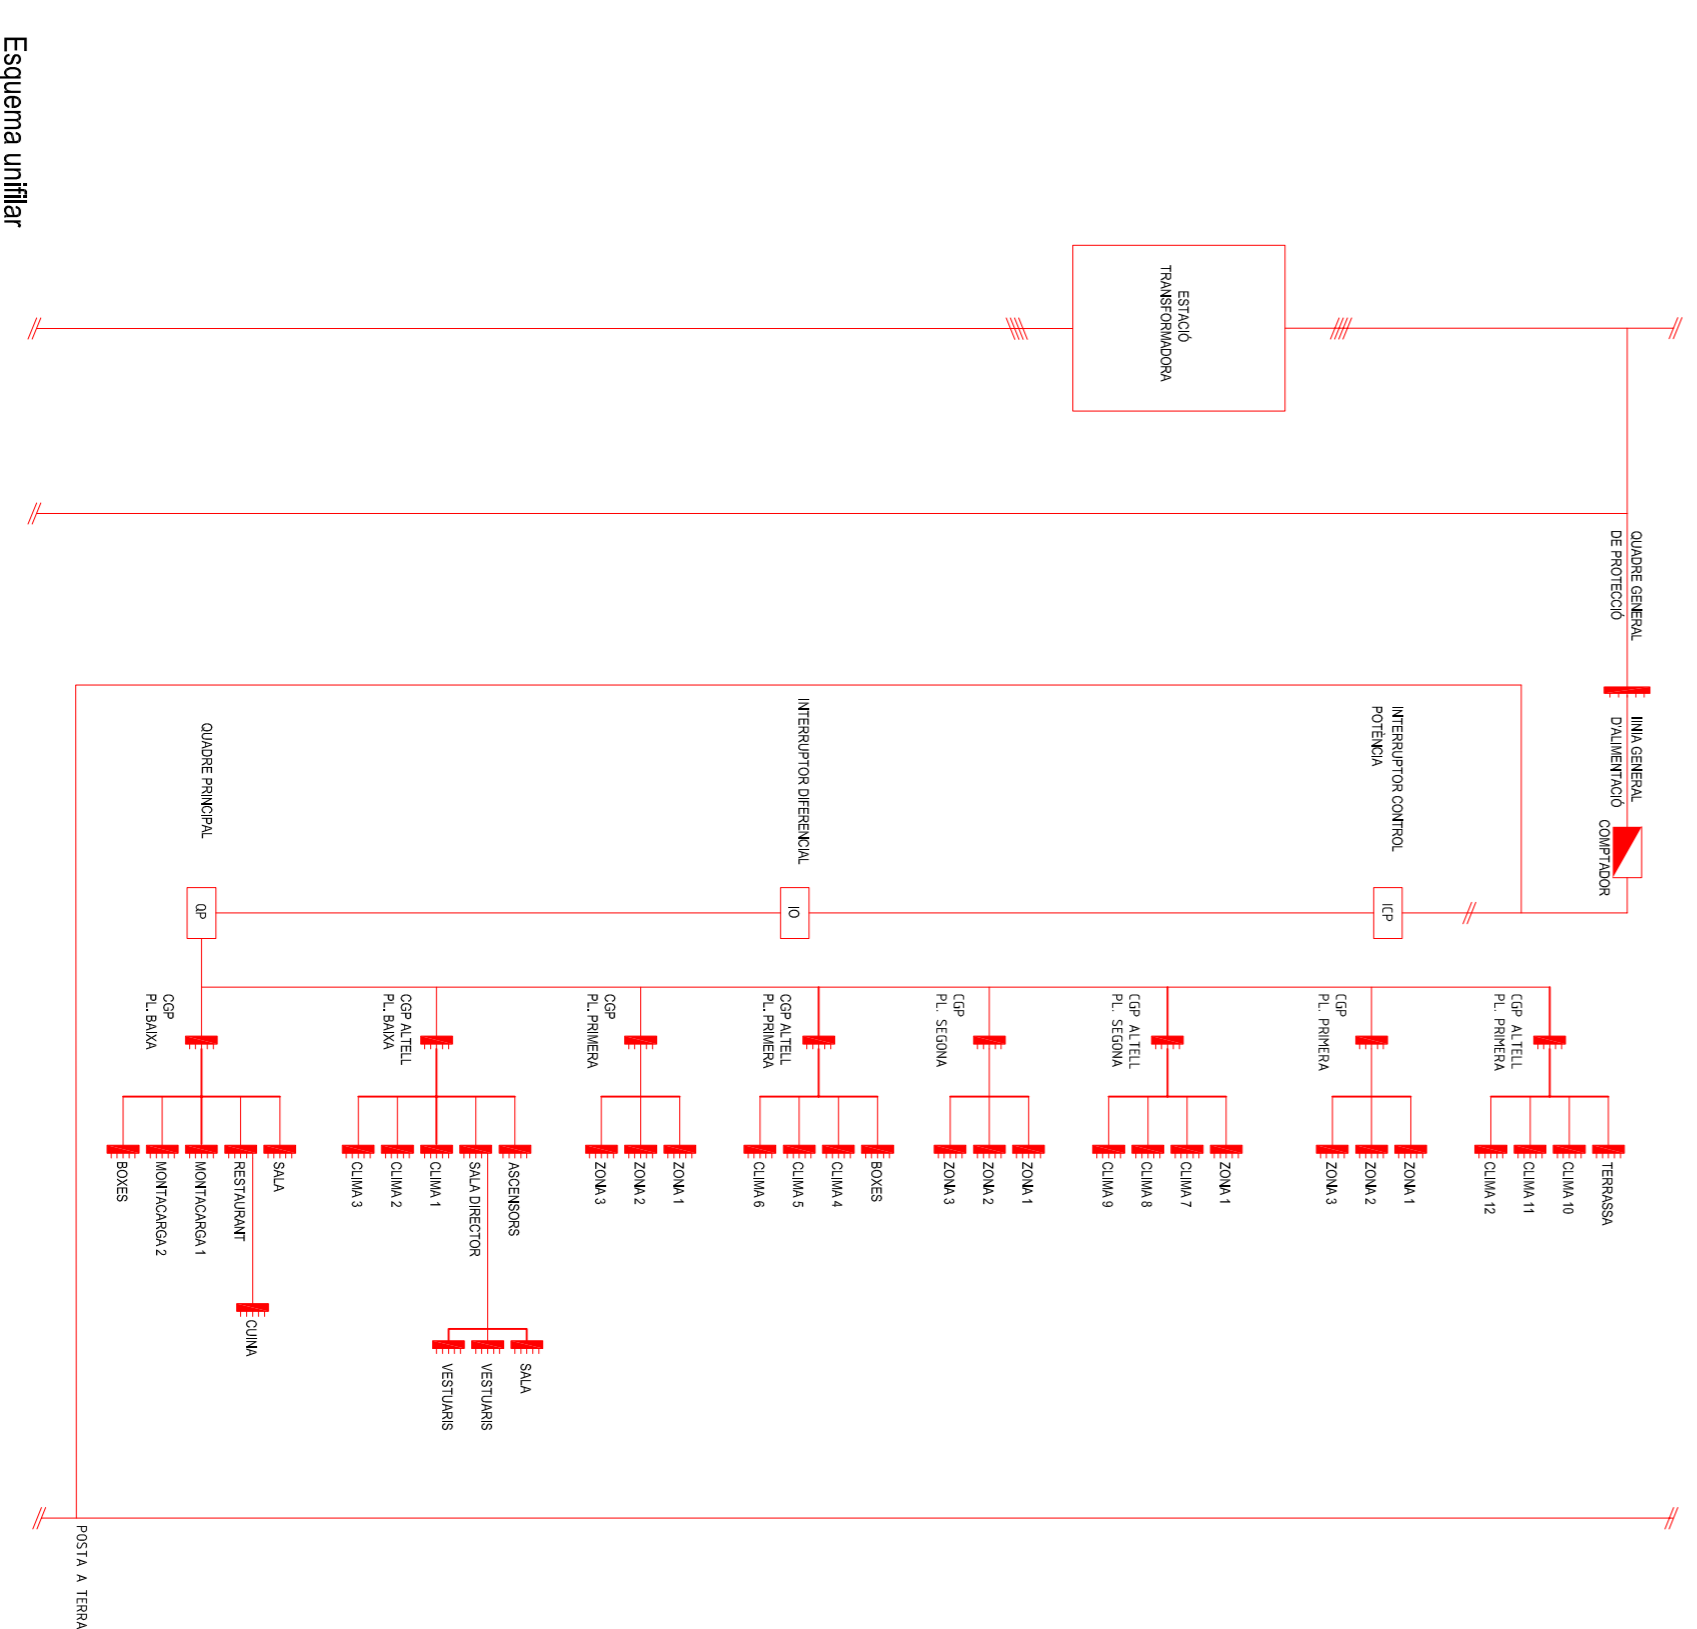 Esquema unifillar
ESTACIÓ
TRANSFORMADORA
QUADRE GENERAL
DE PROTECCIÓ
lINIA GENERAL
D'ALIMENTACIÓ
COMPTADOR
INTERRUPTOR CONTROL
POTÈNCIA
INTERRUPTOR DIFERENCIAL
QUADRE PRINCIPAL
ICP
IO
QP
CGP ALTELL
PL. PRIMERA
CGP
PL. PRIMERA
CGP ALTELL
PL. SEGONA
CGP
PL. SEGONA
CGP ALTELL
PL. PRIMERA
CGP
PL. PRIMERA
CGP ALTELL
PL. BAIXA
CGP
PL. BAIXA
TERRASSA
CLIMA 10
CLIMA 11
CLIMA 12
ZONA 1
ZONA 2
ZONA 3
ZONA 1
CLIMA 7
CLIMA 8
CLIMA 9
ZONA 1
ZONA 2
ZONA 3
BOXES
CLIMA 4
CLIMA 5
CLIMA 6
ZONA 1
ZONA 2
ZONA 3
ASCENSORS
SALA DIRECTOR
CLIMA 1
CLIMA 2
CLIMA 3
SALA
RESTAURANT
MONTACARGA 1
MONTACARGA 2
BOXES
CUINA
SALA
VESTUARIS
VESTUARIS
POSTA A TERRA